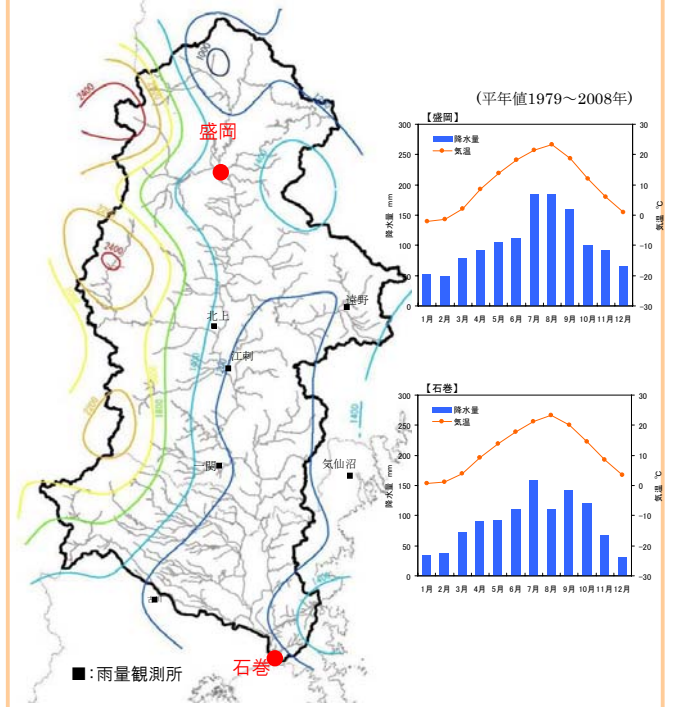 (平年値1979～2008年)
【盛岡】
降水量
気温
300
250
200
150
100
50
0
降水量 mm
30
20
10
0
-10
-20
-30
気温 ℃
1月 2月 3月 4月 5月 6月 7月 8月 9月 10月 11月 12月
【石巻】
降水量
気温
300
250
200
150
100
50
0
降水量 mm
30
20
10
0
-10
-20
-30
気温 ℃
1月 2月 3月 4月 5月 6月 7月 8月 9月 10月 11月 12月
1000
2400
盛岡
2400
遠野
北上
江刺
1600
1800
2200
1400
一関
気仙沼
石巻
■：雨量観測所